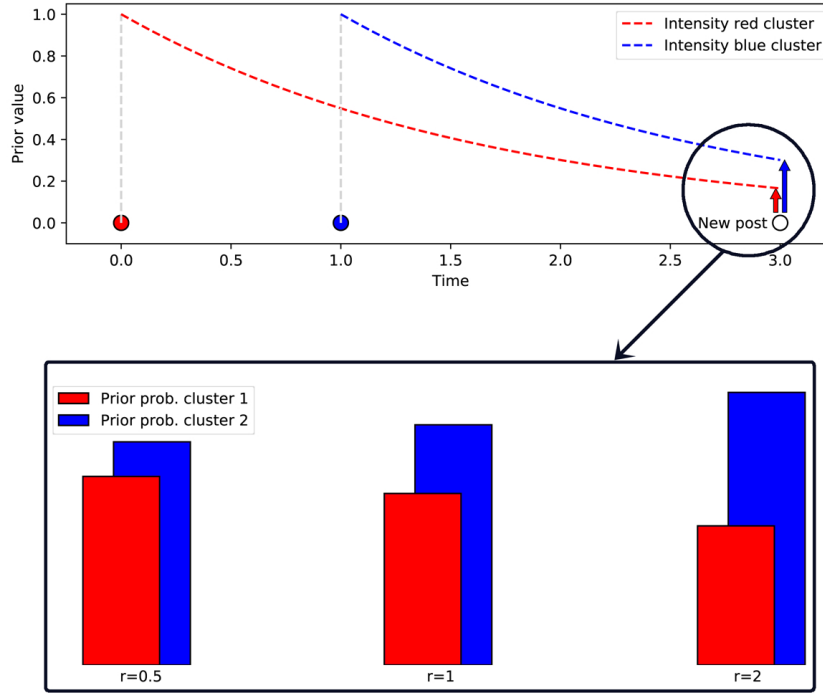 1.0
0.8
0.6
0.4
0.2
0.0
Prior value
Intensity red cluster
Intensity blue cluster
New post
0.0 0.5 1.0 1.5 2.0 2.5 3.0
Time
Prior prob. cluster 1
Prior prob. cluster 2
r=0.5 r=1 r=2